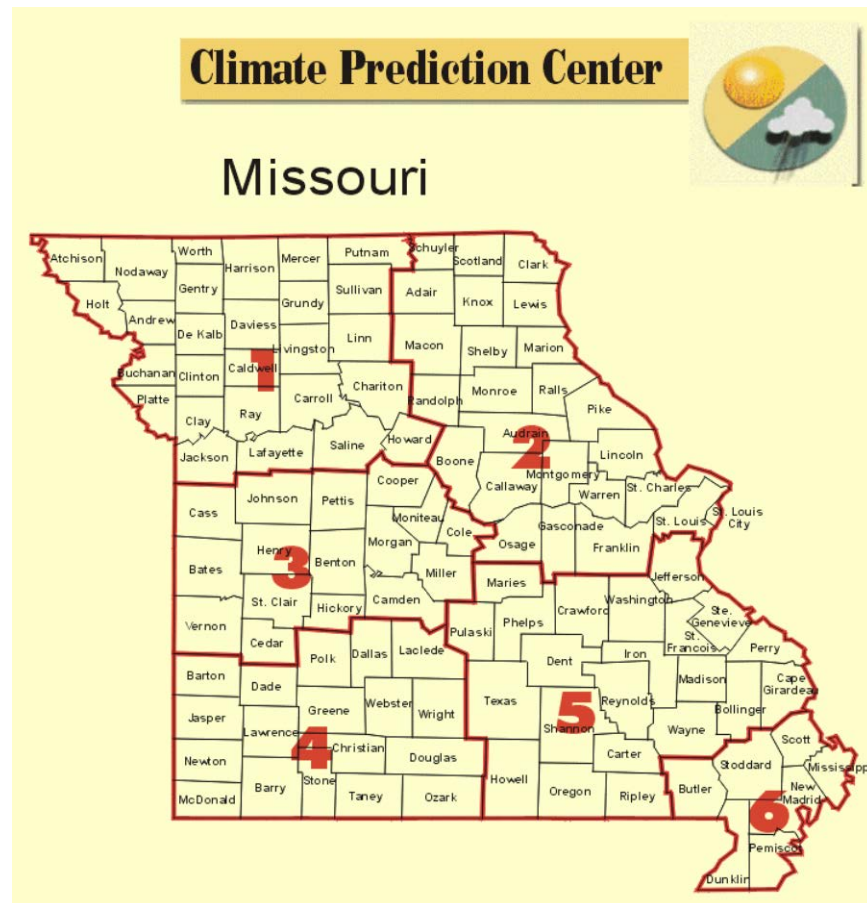 Climate Prediction Center
Missouri
Atchison
Nodaway
Worth
Harrison
Mercer
Putnam
Schuyler
Scotland
Clark
Holt
Gentry
Grundy
Sullivan
Adair
Knox
Lewis
Andrew
De Kalb
Daviess
Livingston
Linn
Macon
Shelby
Marion
Buchanan
Clinton
Caldwell
1
Chariton
Randolph
Monroe
Ralls
Platte
Clay
Ray
Carroll
Pike
Jackson
Lafayette
Saline
Howard
Boone
Audrain
2
Callaway
Montgomery
Lincoln
Warren
St. Charles
St. Louis
St. Louis
City
Cass
Johnson
Pettis
Cooper
Moniteau
Cole
Osage
Gasconade
Franklin
Bates
Henry
3
Benton
Morgan
Miller
Maries
Jefferson
Vernon
St. Clair
Hickory
Camden
Pulaski
Phelps
Crawford
Washington
Ste.
Genevieve
St.
Francois
Perry
Cedar
Polk
Dallas
Laclede
Dent
Iron
Madison
Cape
Girardeau
Barton
Dade
Greene
Webster
Wright
Texas
Shannon
5
Reynolds
Bollinger
Wayne
Jasper
Lawrence
4
Christian
Douglas
Carter
Scott
Stoddard
Mississipp
Newton
McDonald
Barry
Stone
Taney
Ozark
Howell
Oregon
Ripley
Butler
New
Madrid
6
Pemiscot
Dunklin